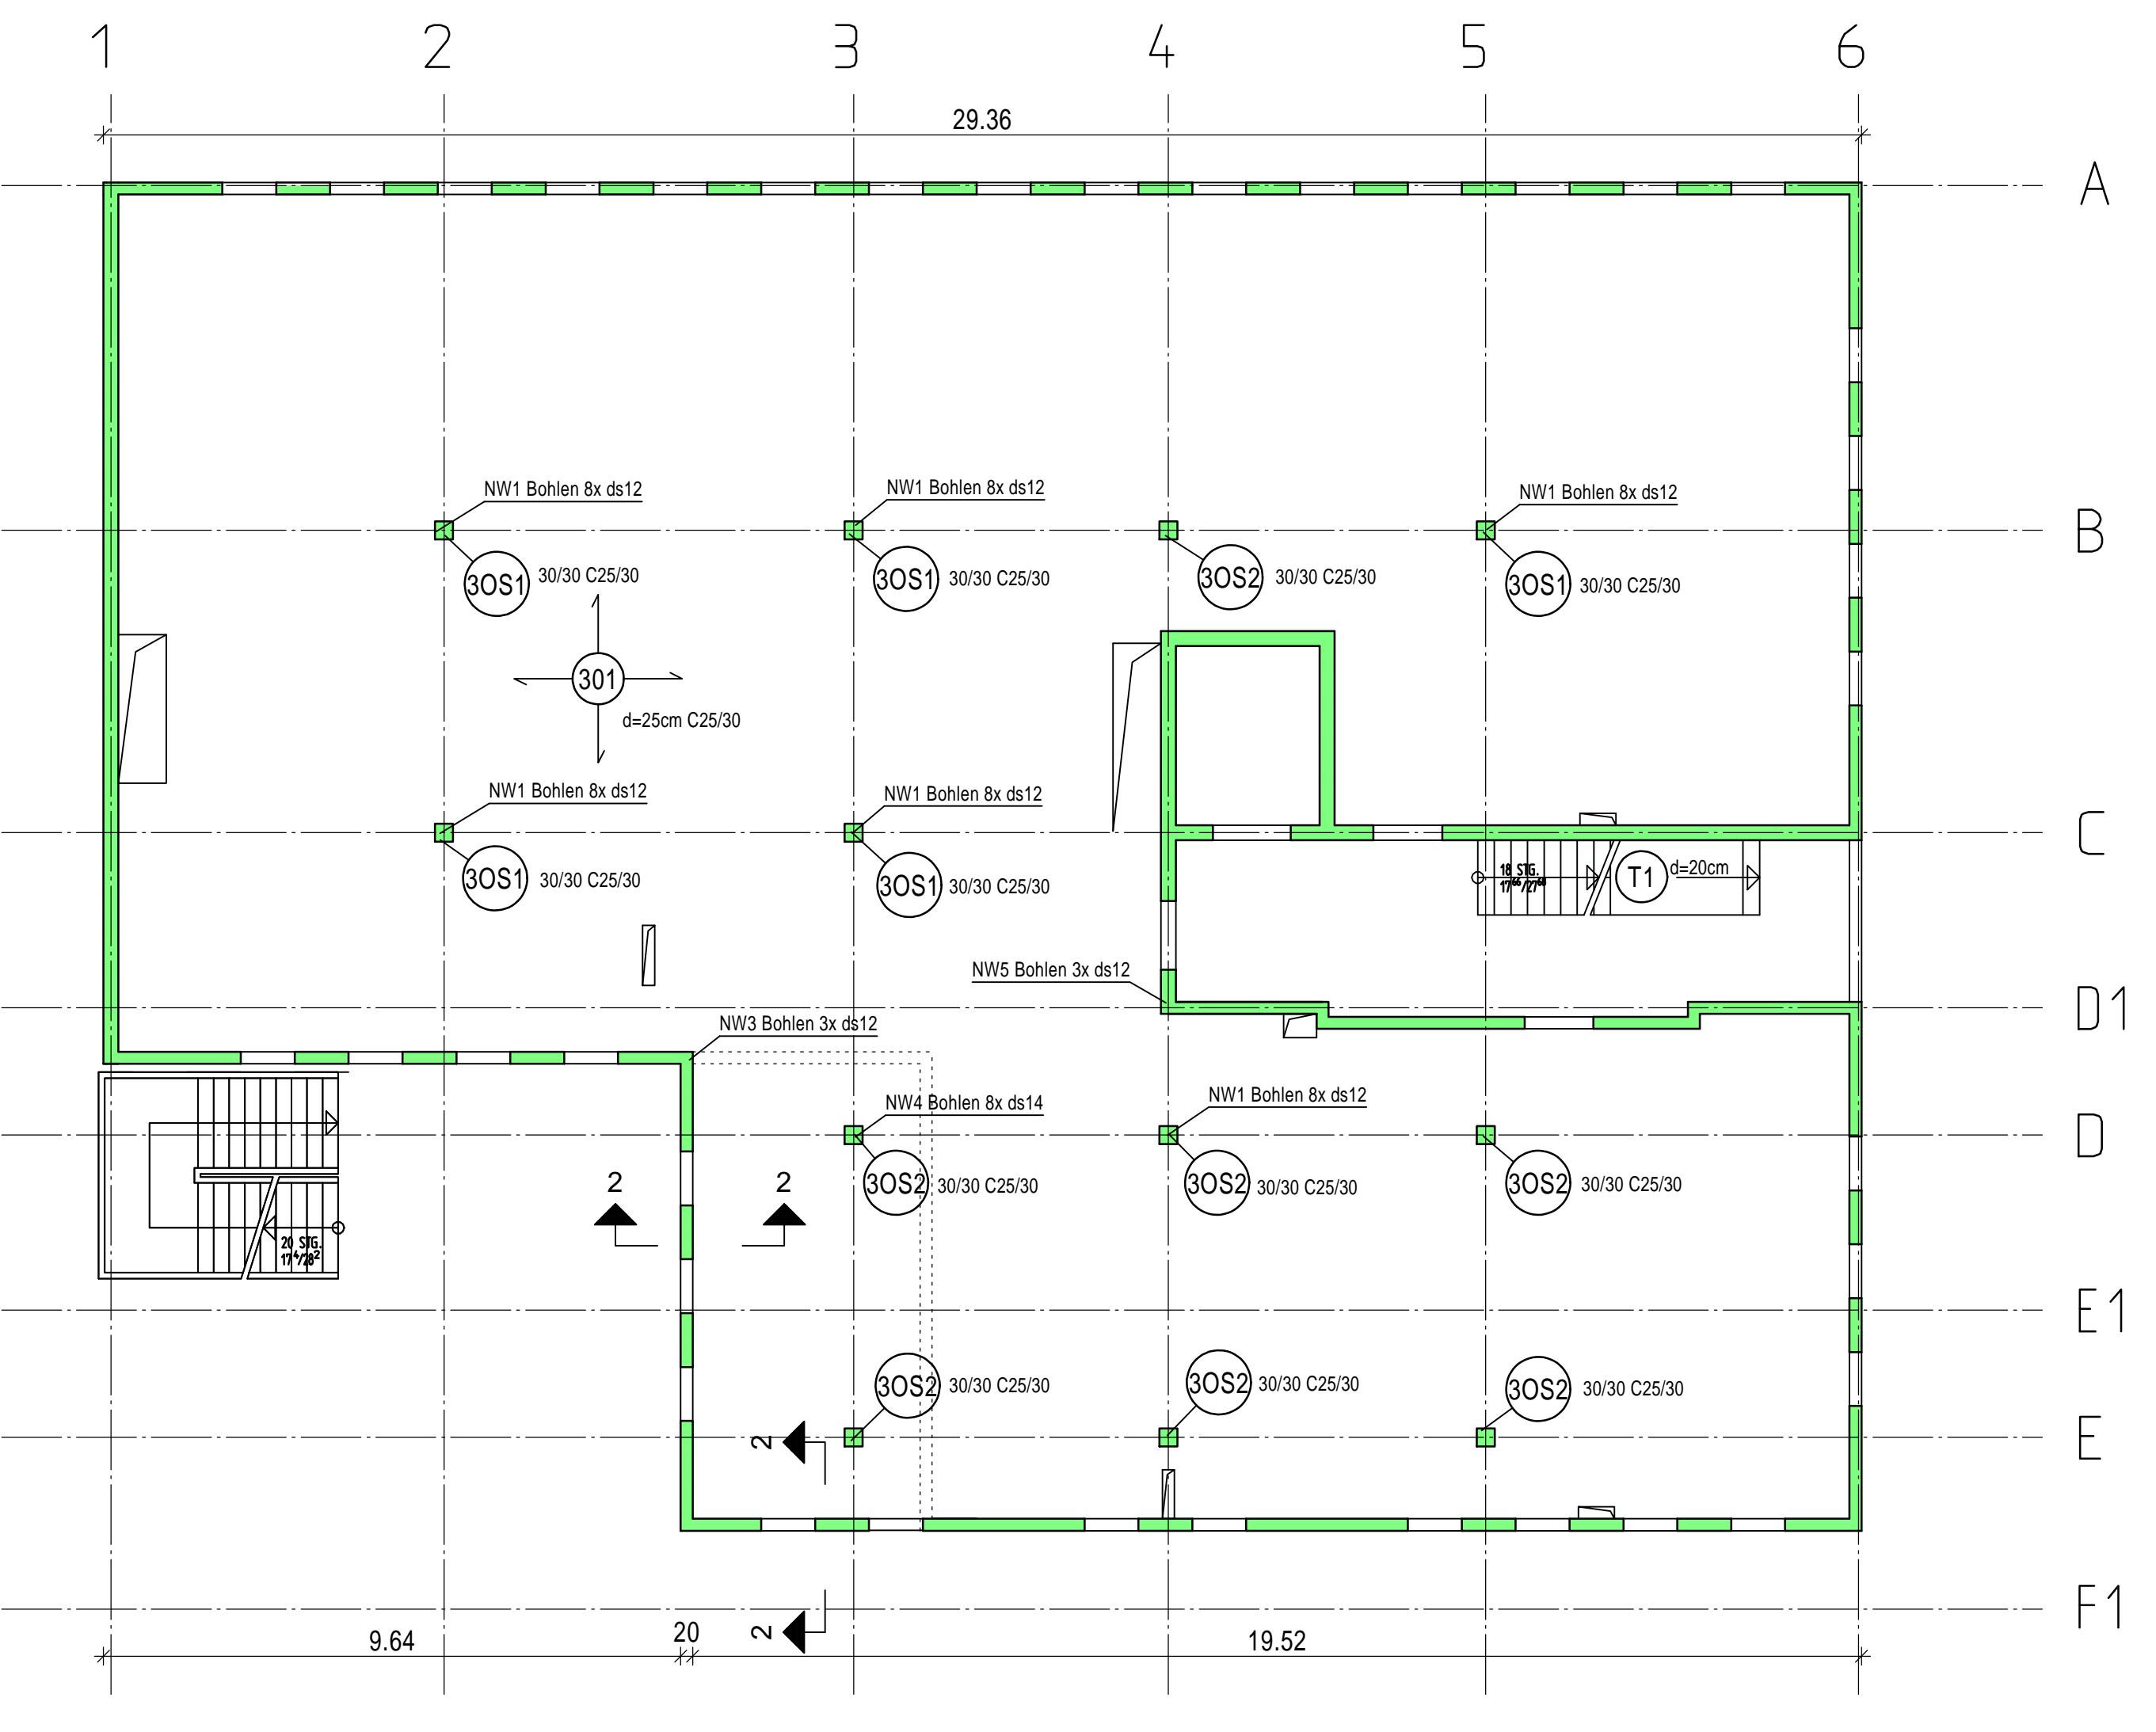 1 2 3 4 5 6
29.36
A
NW1 Bohlen 8x ds12
NW1 Bohlen 8x ds12
NW1 Bohlen 8x ds12
B
3OS1 30/30 C25/30
3OS1 30/30 C25/30
3OS2 30/30 C25/30
3OS1 30/30 C25/30
301
d=25cm C25/30
NW1 Bohlen 8x ds12
NW1 Bohlen 8x ds12
C
3OS1 30/30 C25/30
3OS1 30/30 C25/30
18 STG.
T1
d=20cm
NW5 Bohlen 3x ds12
D1
NW3 Bohlen 3x ds12
NW4 Bohlen 8x ds14
NW1 Bohlen 8x ds12
D
2
2
3OS2 30/30 C25/30
3OS2 30/30 C25/30
3OS2 30/30 C25/30
20 STG.
17⁴/28²
E1
3OS2 30/30 C25/30
3OS2 30/30 C25/30
3OS2 30/30 C25/30
2
E
F1
2
9.64
20
19.52